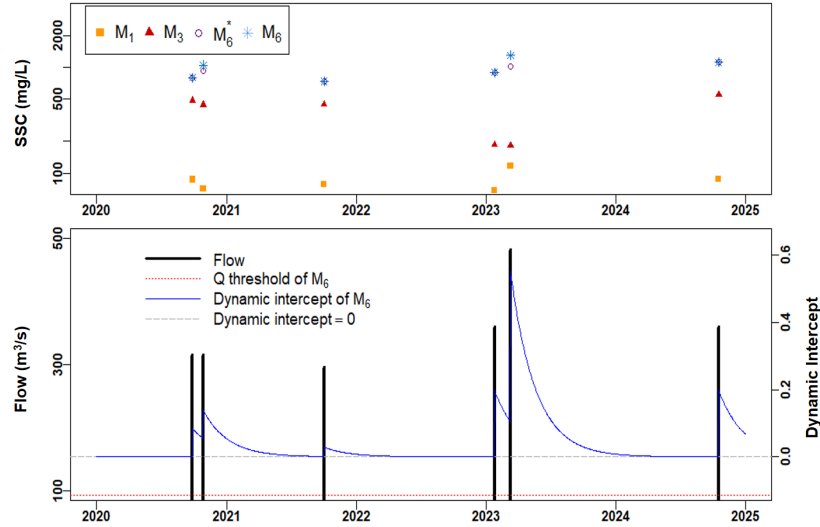 M1 M3 M6* M6
SSC (mg/L)
2000
500
100
2020 2021 2022 2023 2024 2025
Flow
Q threshold of M6
Dynamic intercept of M6
Dynamic intercept = 0
Flow (m3/s)
500
300
100
0.6
0.4
0.2
0.0
Dynamic Intercept
2020 2021 2022 2023 2024 2025